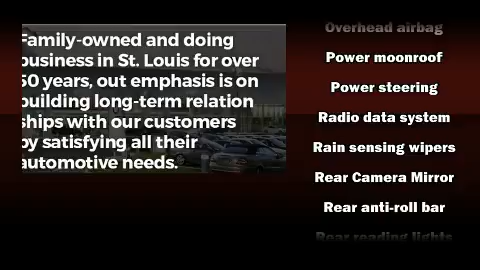 Family-owned and doing
business in St. Louis for over
50 years, out emphasis is on
building long-term relation
ships with our customers
by satisfying all their
automotive needs.
Overhead airbag
Power moonroof
Power steering
Radio data system
Rain sensing wipers
Rear Camera Mirror
Rear anti-roll bar
Rear reading lights